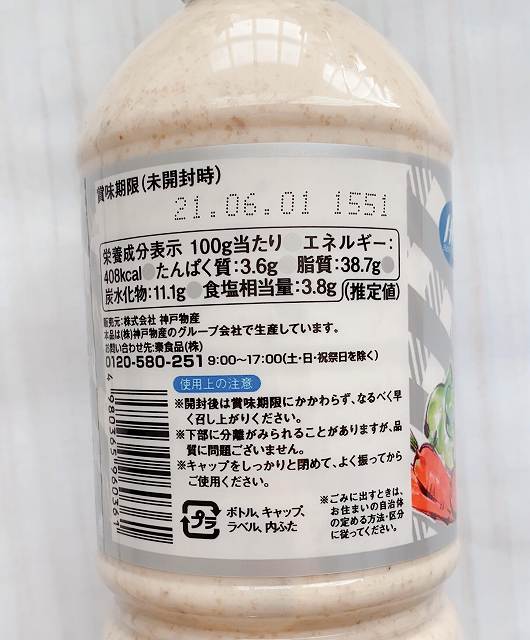 賞味期限(未開封時)
21.06.01 1551
栄養成分表示 100g当たり ●エネルギー:
408kcal●たんぱく質:3.6g●脂質:38.7g●
炭水化物:11.1g●食塩相当量:3.8g(推定値)
販売元:株式会社 神戸物産
本品は(株)神戸物産のグループ会社で生産しています。
お問い合わせ先:秦食品(株)
0120-580-251 9:00~17:00(土・日・祝祭日を除く)
使用上の注意
※開封後は賞味期限にかかわらず、なるべく早
く召し上がりください。
※下部に分離がみられることがありますが、品
質に問題ございません。
※キャップをしっかりと閉めて、よく振ってから
ご使用ください。
4 980365 960361
プラ
ボトル、キャップ、
ラベル、内ふた
※ごみに出すときは、
お住まいの自治体
の定める方法・区分
に従ってください。